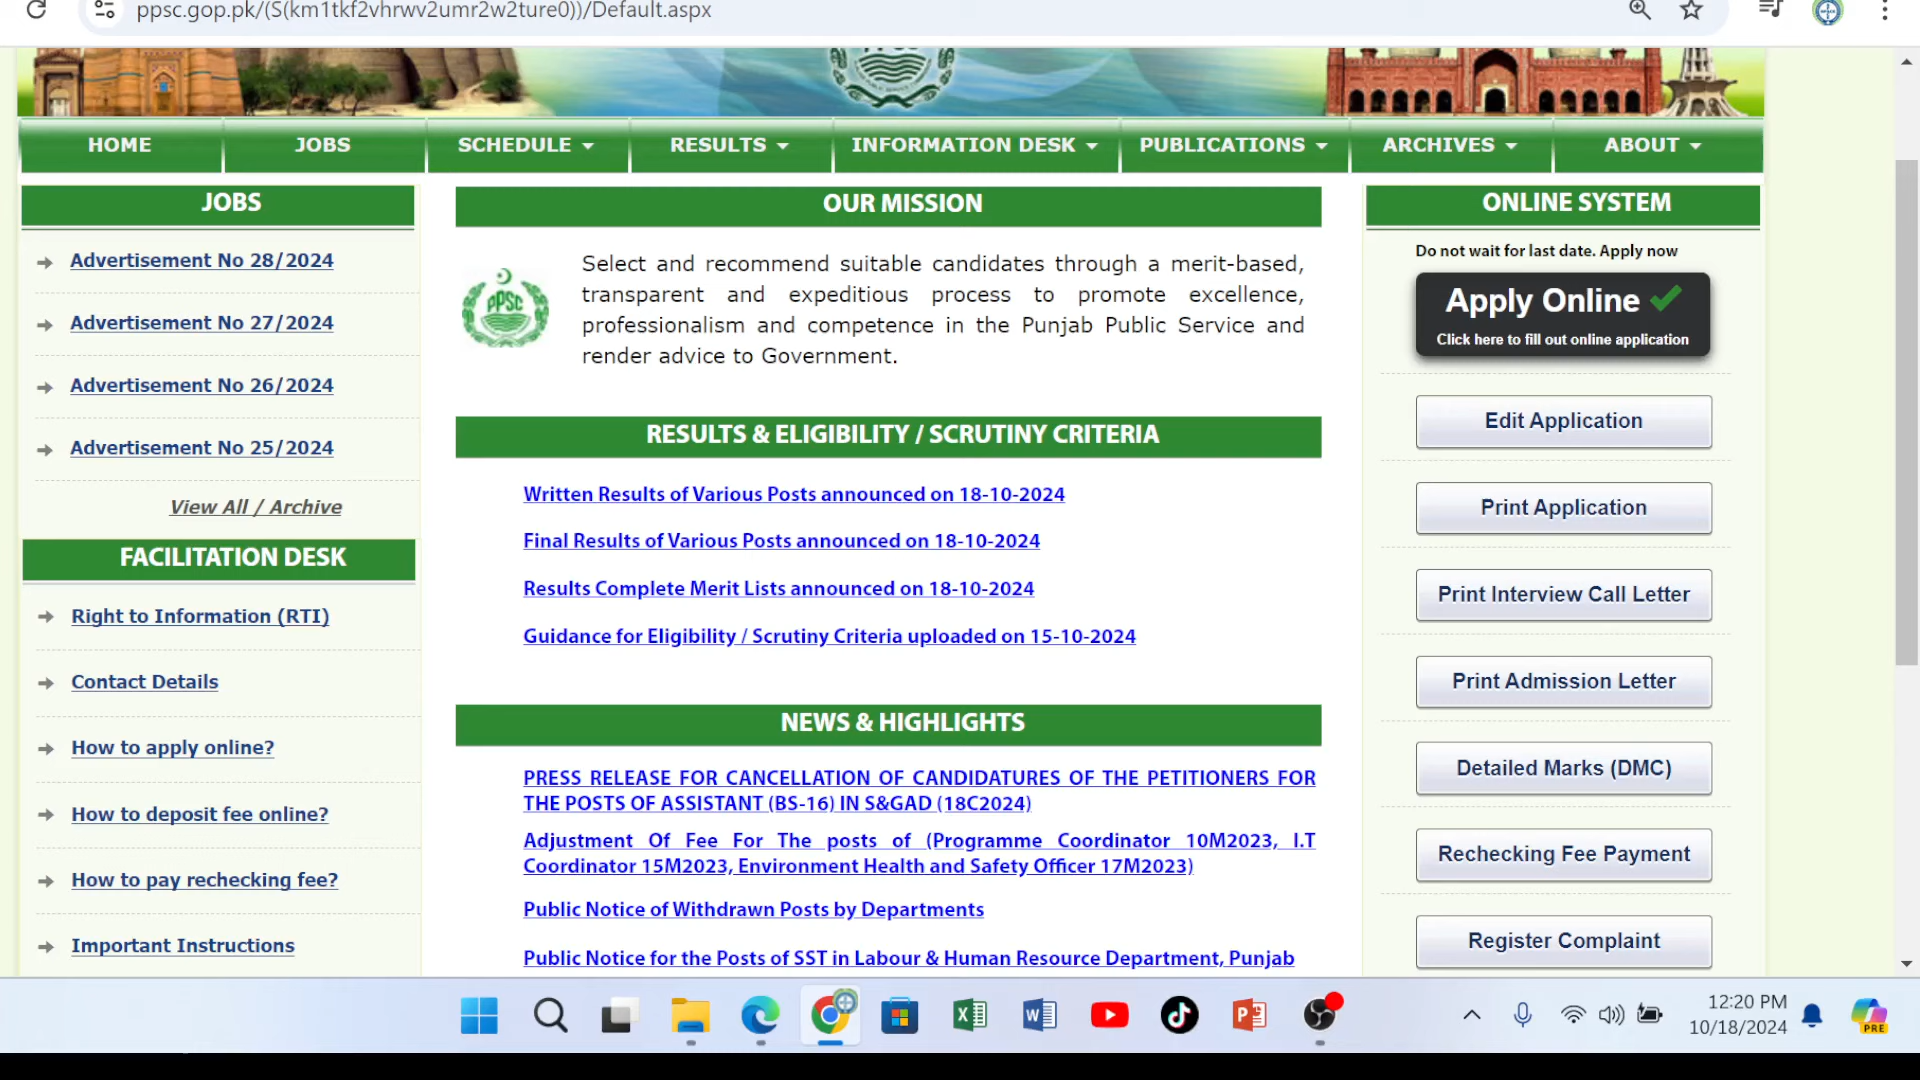 ppsc.gop.pk/(S(km1tkf2vhrwv2umr2w2ture0))/Default.aspx
HOME
JOBS
SCHEDULE
RESULTS
INFORMATION DESK
PUBLICATIONS
ARCHIVES
ABOUT
JOBS
Advertisement No 28/2024
Advertisement No 27/2024
Advertisement No 26/2024
Advertisement No 25/2024
View All / Archive
FACILITATION DESK
Right to Information (RTI)
Contact Details
How to apply online?
How to deposit fee online?
How to pay rechecking fee?
Important Instructions
OUR MISSION
PPSC
Select and recommend suitable candidates through a merit-based,
transparent and expeditious process to promote excellence,
professionalism and competence in the Punjab Public Service and
render advice to Government.
RESULTS & ELIGIBILITY / SCRUTINY CRITERIA
Written Results of Various Posts announced on 18-10-2024
Final Results of Various Posts announced on 18-10-2024
Results Complete Merit Lists announced on 18-10-2024
Guidance for Eligibility / Scrutiny Criteria uploaded on 15-10-2024
NEWS & HIGHLIGHTS
PRESS RELEASE FOR CANCELLATION OF CANDIDATURES OF THE PETITIONERS FOR
THE POSTS OF ASSISTANT (BS-16) IN S&GAD (18C2024)
Adjustment Of Fee For The posts of (Programme Coordinator 10M2023, I.T
Coordinator 15M2023, Environment Health and Safety Officer 17M2023)
Public Notice of Withdrawn Posts by Departments
Public Notice for the Posts of SST in Labour & Human Resource Department, Punjab
ONLINE SYSTEM
Do not wait for last date. Apply now
Apply Online
Click here to fill out online application
Edit Application
Print Application
Print Interview Call Letter
Print Admission Letter
Detailed Marks (DMC)
Rechecking Fee Payment
Register Complaint
12:20 PM
10/18/2024
PRE